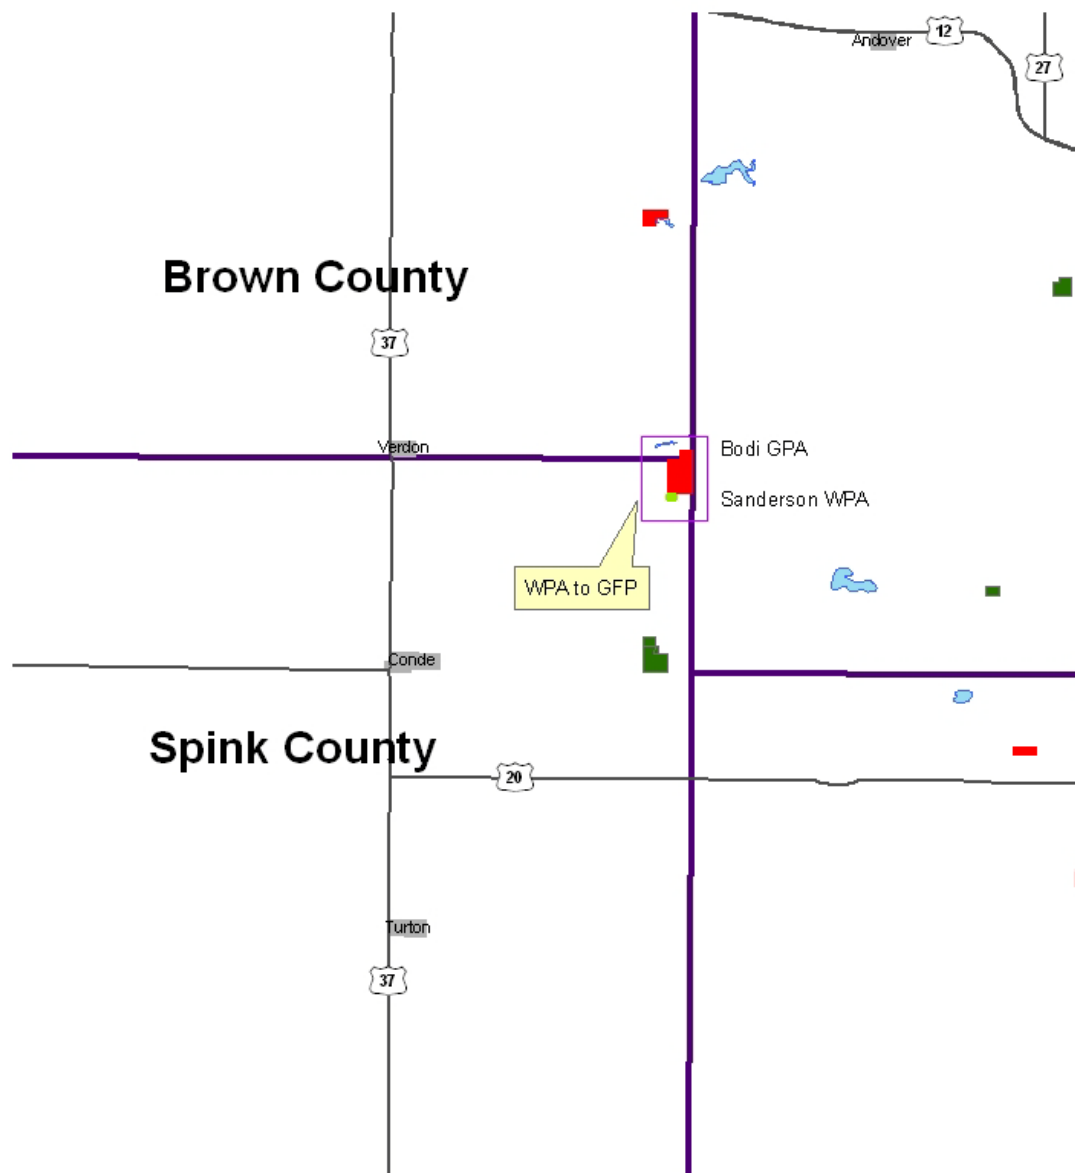 12
Andover
27
Brown County
37
Verdon
Bodi GPA
Sanderson WPA
WPA to GFP
Conde
Spink County
20
Turton
37